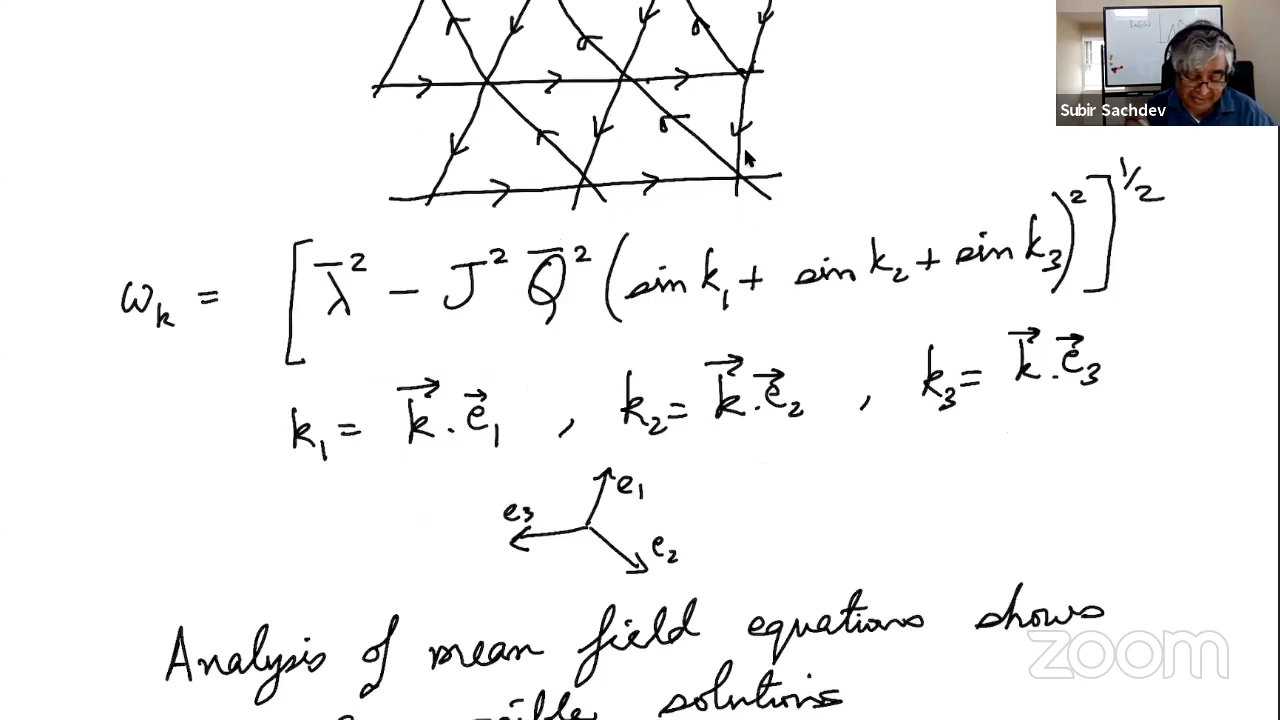 Subir Sachdev
ω_k = [ λ̄² − J² Q̄² ( sin k₁ + sin k₂ + sin k₃ )² ]^{1/2}
k₁ = k⃗ . e⃗₁ , k₂ = k⃗ . e⃗₂ , k₃ = k⃗ . e⃗₃
e₁
e₃
e₂
Analysis of mean field equations shows
solutions
zoom